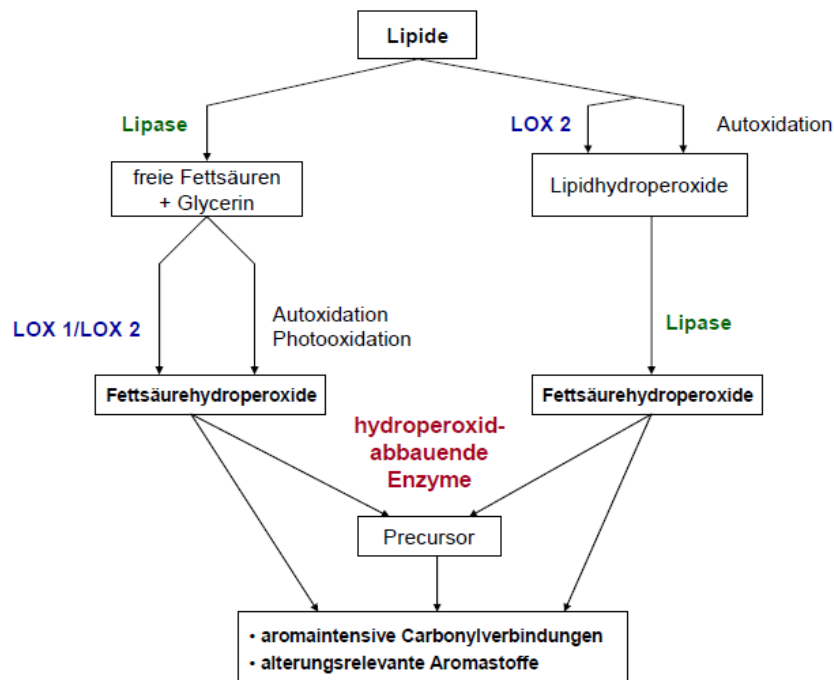 Lipide
Lipase
LOX 2
Autoxidation
freie Fettsäuren
+ Glycerin
Lipidhydroperoxide
LOX 1/LOX 2
Autoxidation
Photooxidation
Lipase
Fettsäurehydroperoxide
Fettsäurehydroperoxide
hydroperoxid-
abbauende
Enzyme
Precursor
• aromaintensive Carbonylverbindungen
• alterungsrelevante Aromastoffe